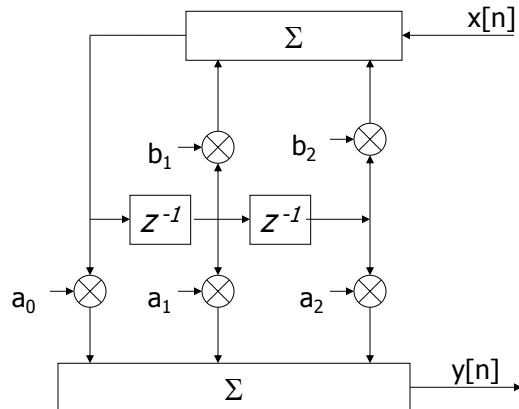 x[n]
Σ
b₁
b₂
z⁻¹
z⁻¹
a₀
a₁
a₂
Σ
y[n]